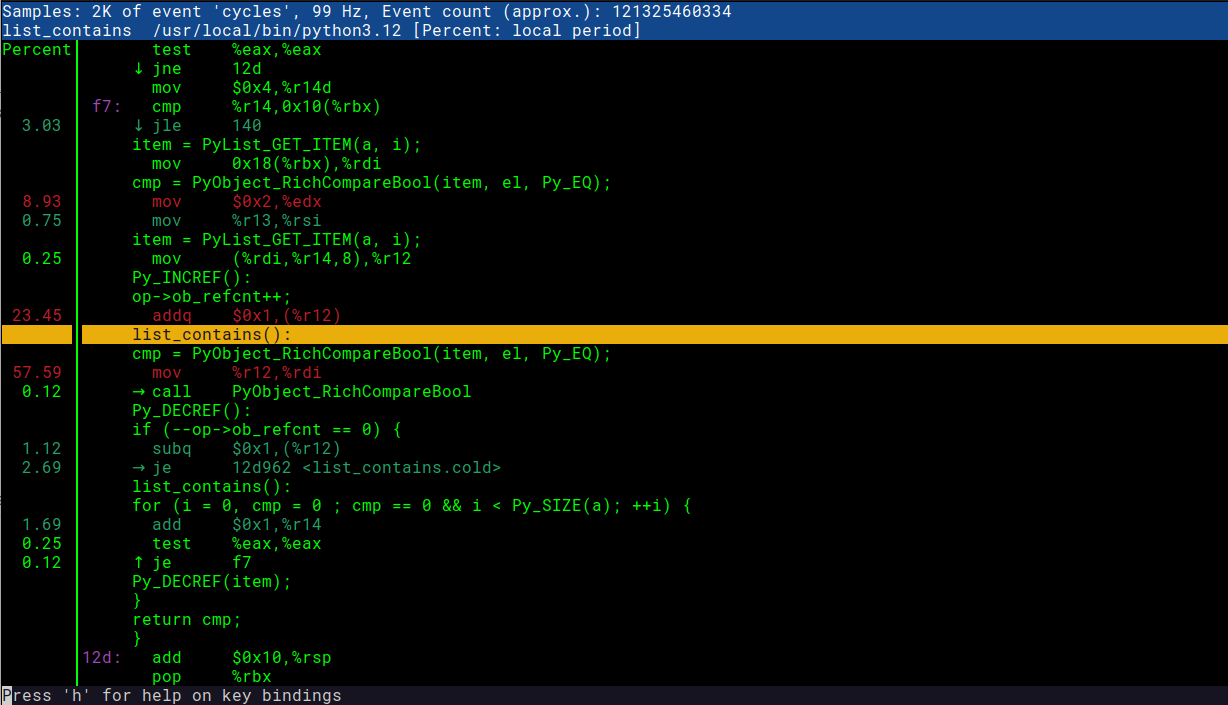 Samples: 2K of event 'cycles', 99 Hz, Event count (approx.): 121325460334
list_contains  /usr/local/bin/python3.12 [Percent: local period]
Percent        test    %eax,%eax
             ↓ jne     12d
               mov     $0x4,%r14d
         f7:   cmp     %r14,0x10(%rbx)
  3.03       ↓ jle     140
             item = PyList_GET_ITEM(a, i);
               mov     0x18(%rbx),%rdi
             cmp = PyObject_RichCompareBool(item, el, Py_EQ);
  8.93         mov     $0x2,%edx
  0.75         mov     %r13,%rsi
             item = PyList_GET_ITEM(a, i);
  0.25         mov     (%rdi,%r14,8),%r12
             Py_INCREF():
             op->ob_refcnt++;
 23.45         addq    $0x1,(%r12)
             list_contains():
             cmp = PyObject_RichCompareBool(item, el, Py_EQ);
 57.59         mov     %r12,%rdi
  0.12       → call    PyObject_RichCompareBool
             Py_DECREF():
             if (--op->ob_refcnt == 0) {
  1.12         subq    $0x1,(%r12)
  2.69       → je      12d962 <list_contains.cold>
             list_contains():
             for (i = 0, cmp = 0 ; cmp == 0 && i < Py_SIZE(a); ++i) {
  1.69         add     $0x1,%r14
  0.25         test    %eax,%eax
  0.12       ↑ je      f7
             Py_DECREF(item);
             }
             return cmp;
             }
        12d:   add     $0x10,%rsp
               pop     %rbx
Press 'h' for help on key bindings